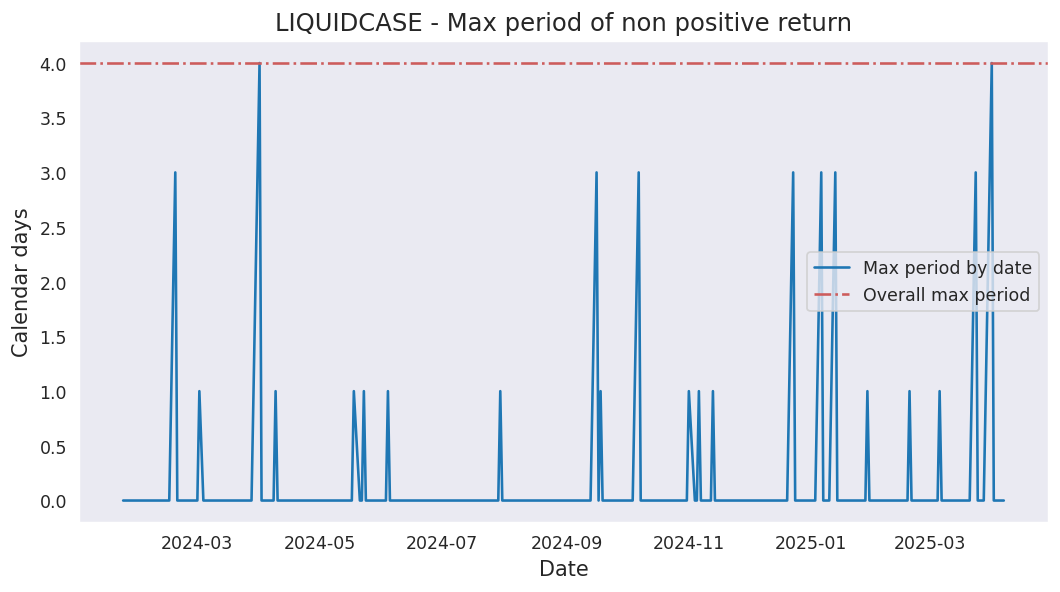 LIQUIDCASE - Max period of non positive return
Calendar days
4.0
3.5
3.0
2.5
2.0
1.5
1.0
0.5
0.0
Max period by date
Overall max period
2024-03 2024-05 2024-07 2024-09 2024-11 2025-01 2025-03
Date